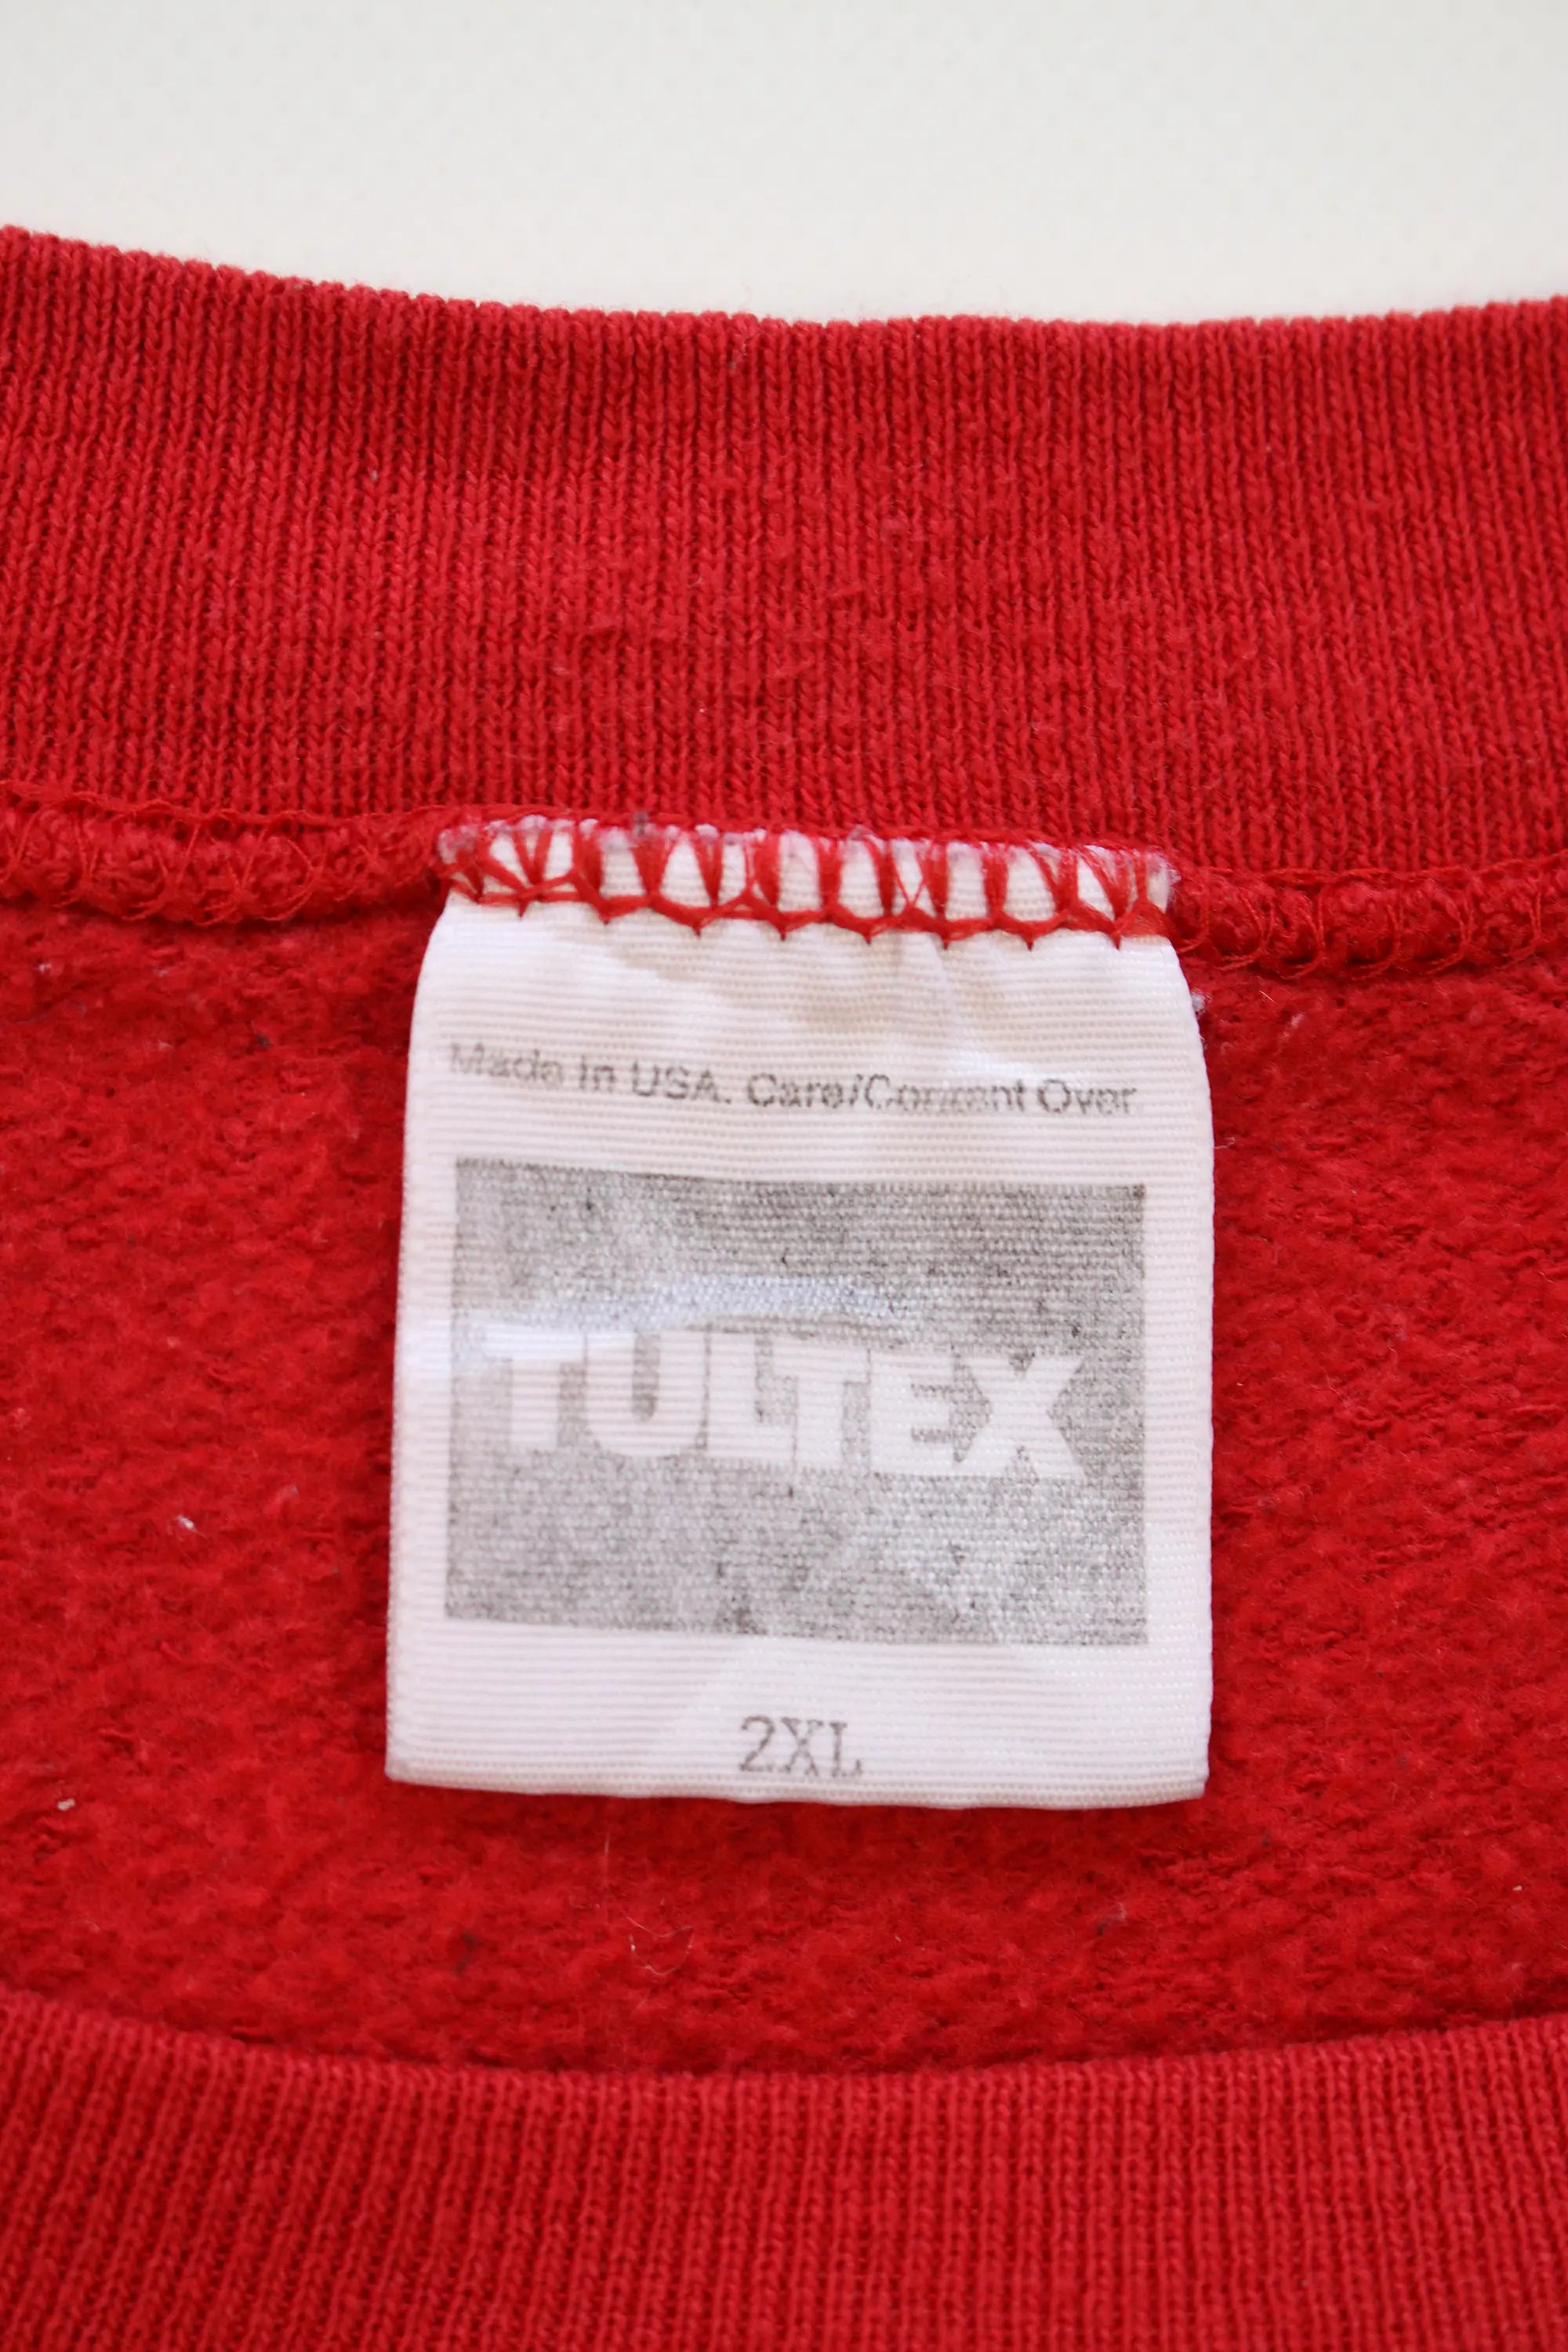 Made In USA. Care/Content Over
TULTEX
2XL